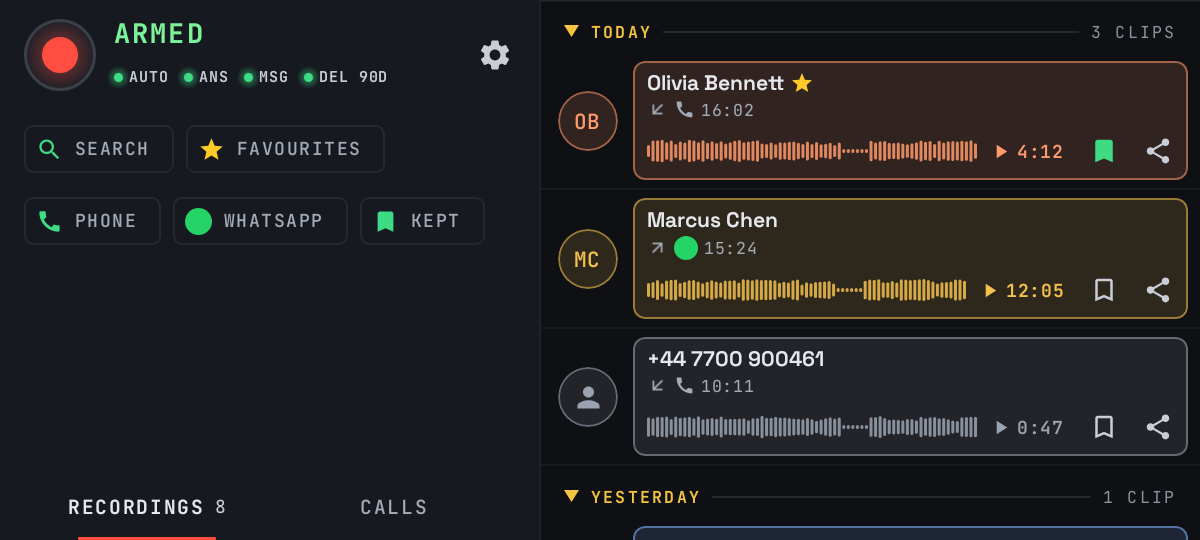 ARMED
AUTO ANS MSG DEL 90D
SEARCH FAVOURITES
PHONE WHATSAPP KEPT
RECORDINGS 8 CALLS
TODAY 3 CLIPS
OB Olivia Bennett
16:02
4:12
MC Marcus Chen
15:24
12:05
+44 7700 900461
10:11
0:47
YESTERDAY 1 CLIP